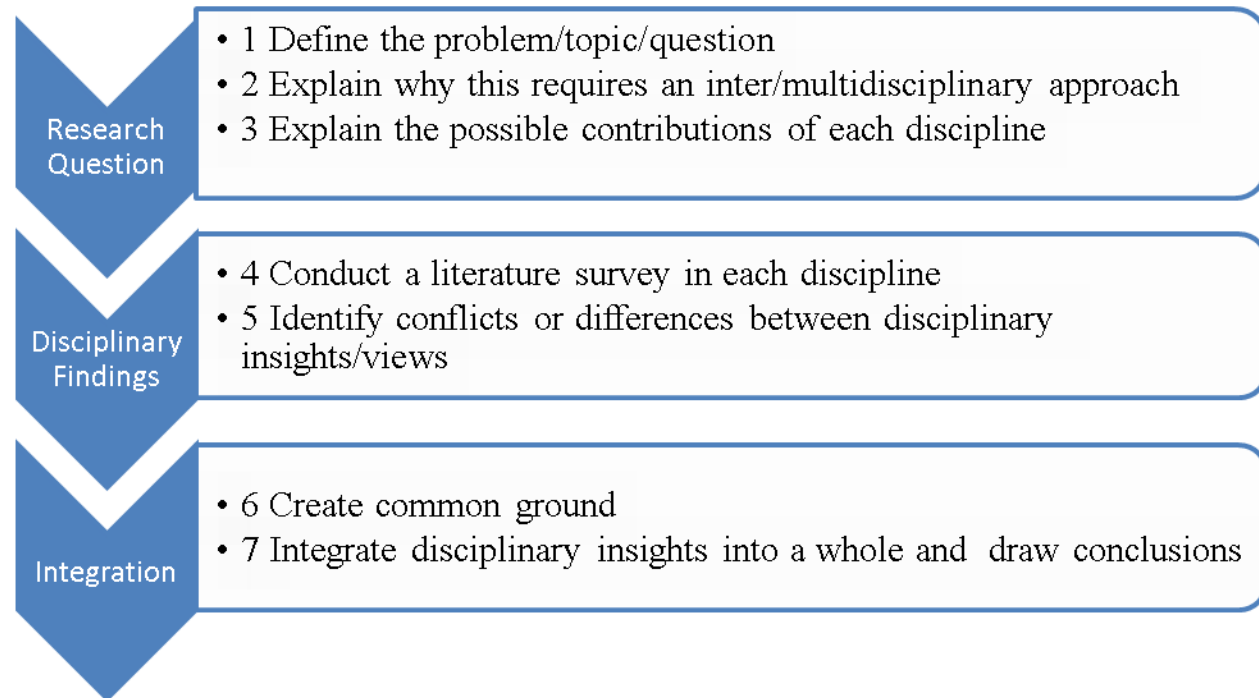 Research
Question
• 1 Define the problem/topic/question
• 2 Explain why this requires an inter/multidisciplinary approach
• 3 Explain the possible contributions of each discipline
Disciplinary
Findings
• 4 Conduct a literature survey in each discipline
• 5 Identify conflicts or differences between disciplinary
insights/views
Integration
• 6 Create common ground
• 7 Integrate disciplinary insights into a whole and draw conclusions